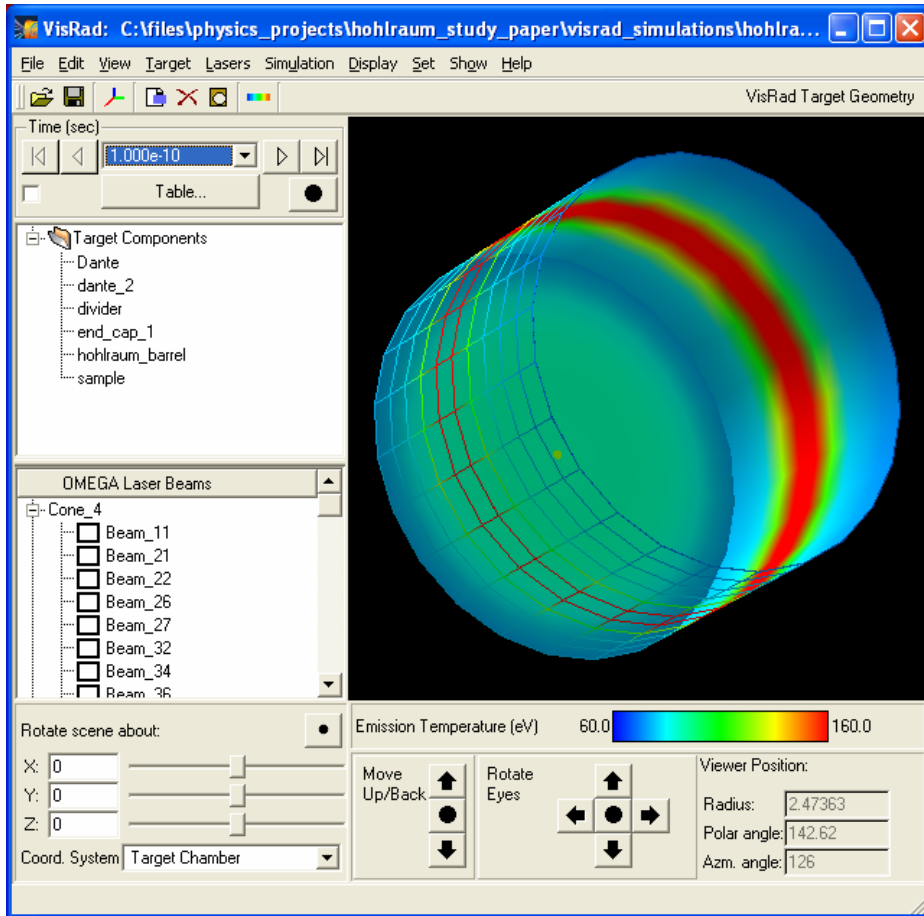 VisRad: C:\files\physics_projects\hohlraum_study_paper\visrad_simulations\hohlra...
File Edit View Target Lasers Simulation Display Set Show Help
VisRad Target Geometry
Time (sec)
1.000e-10
Table...
Target Components
Dante
dante_2
divider
end_cap_1
hohlraum_barrel
sample
OMEGA Laser Beams
Cone_4
Beam_11
Beam_21
Beam_22
Beam_26
Beam_27
Beam_32
Beam_34
Beam_36
Emission Temperature (eV) 60.0 160.0
Rotate scene about:
X: 0
Y: 0
Z: 0
Coord. System Target Chamber
Move Up/Back
Rotate Eyes
Viewer Position:
Radius: 2.47363
Polar angle: 142.62
Azm. angle: 126